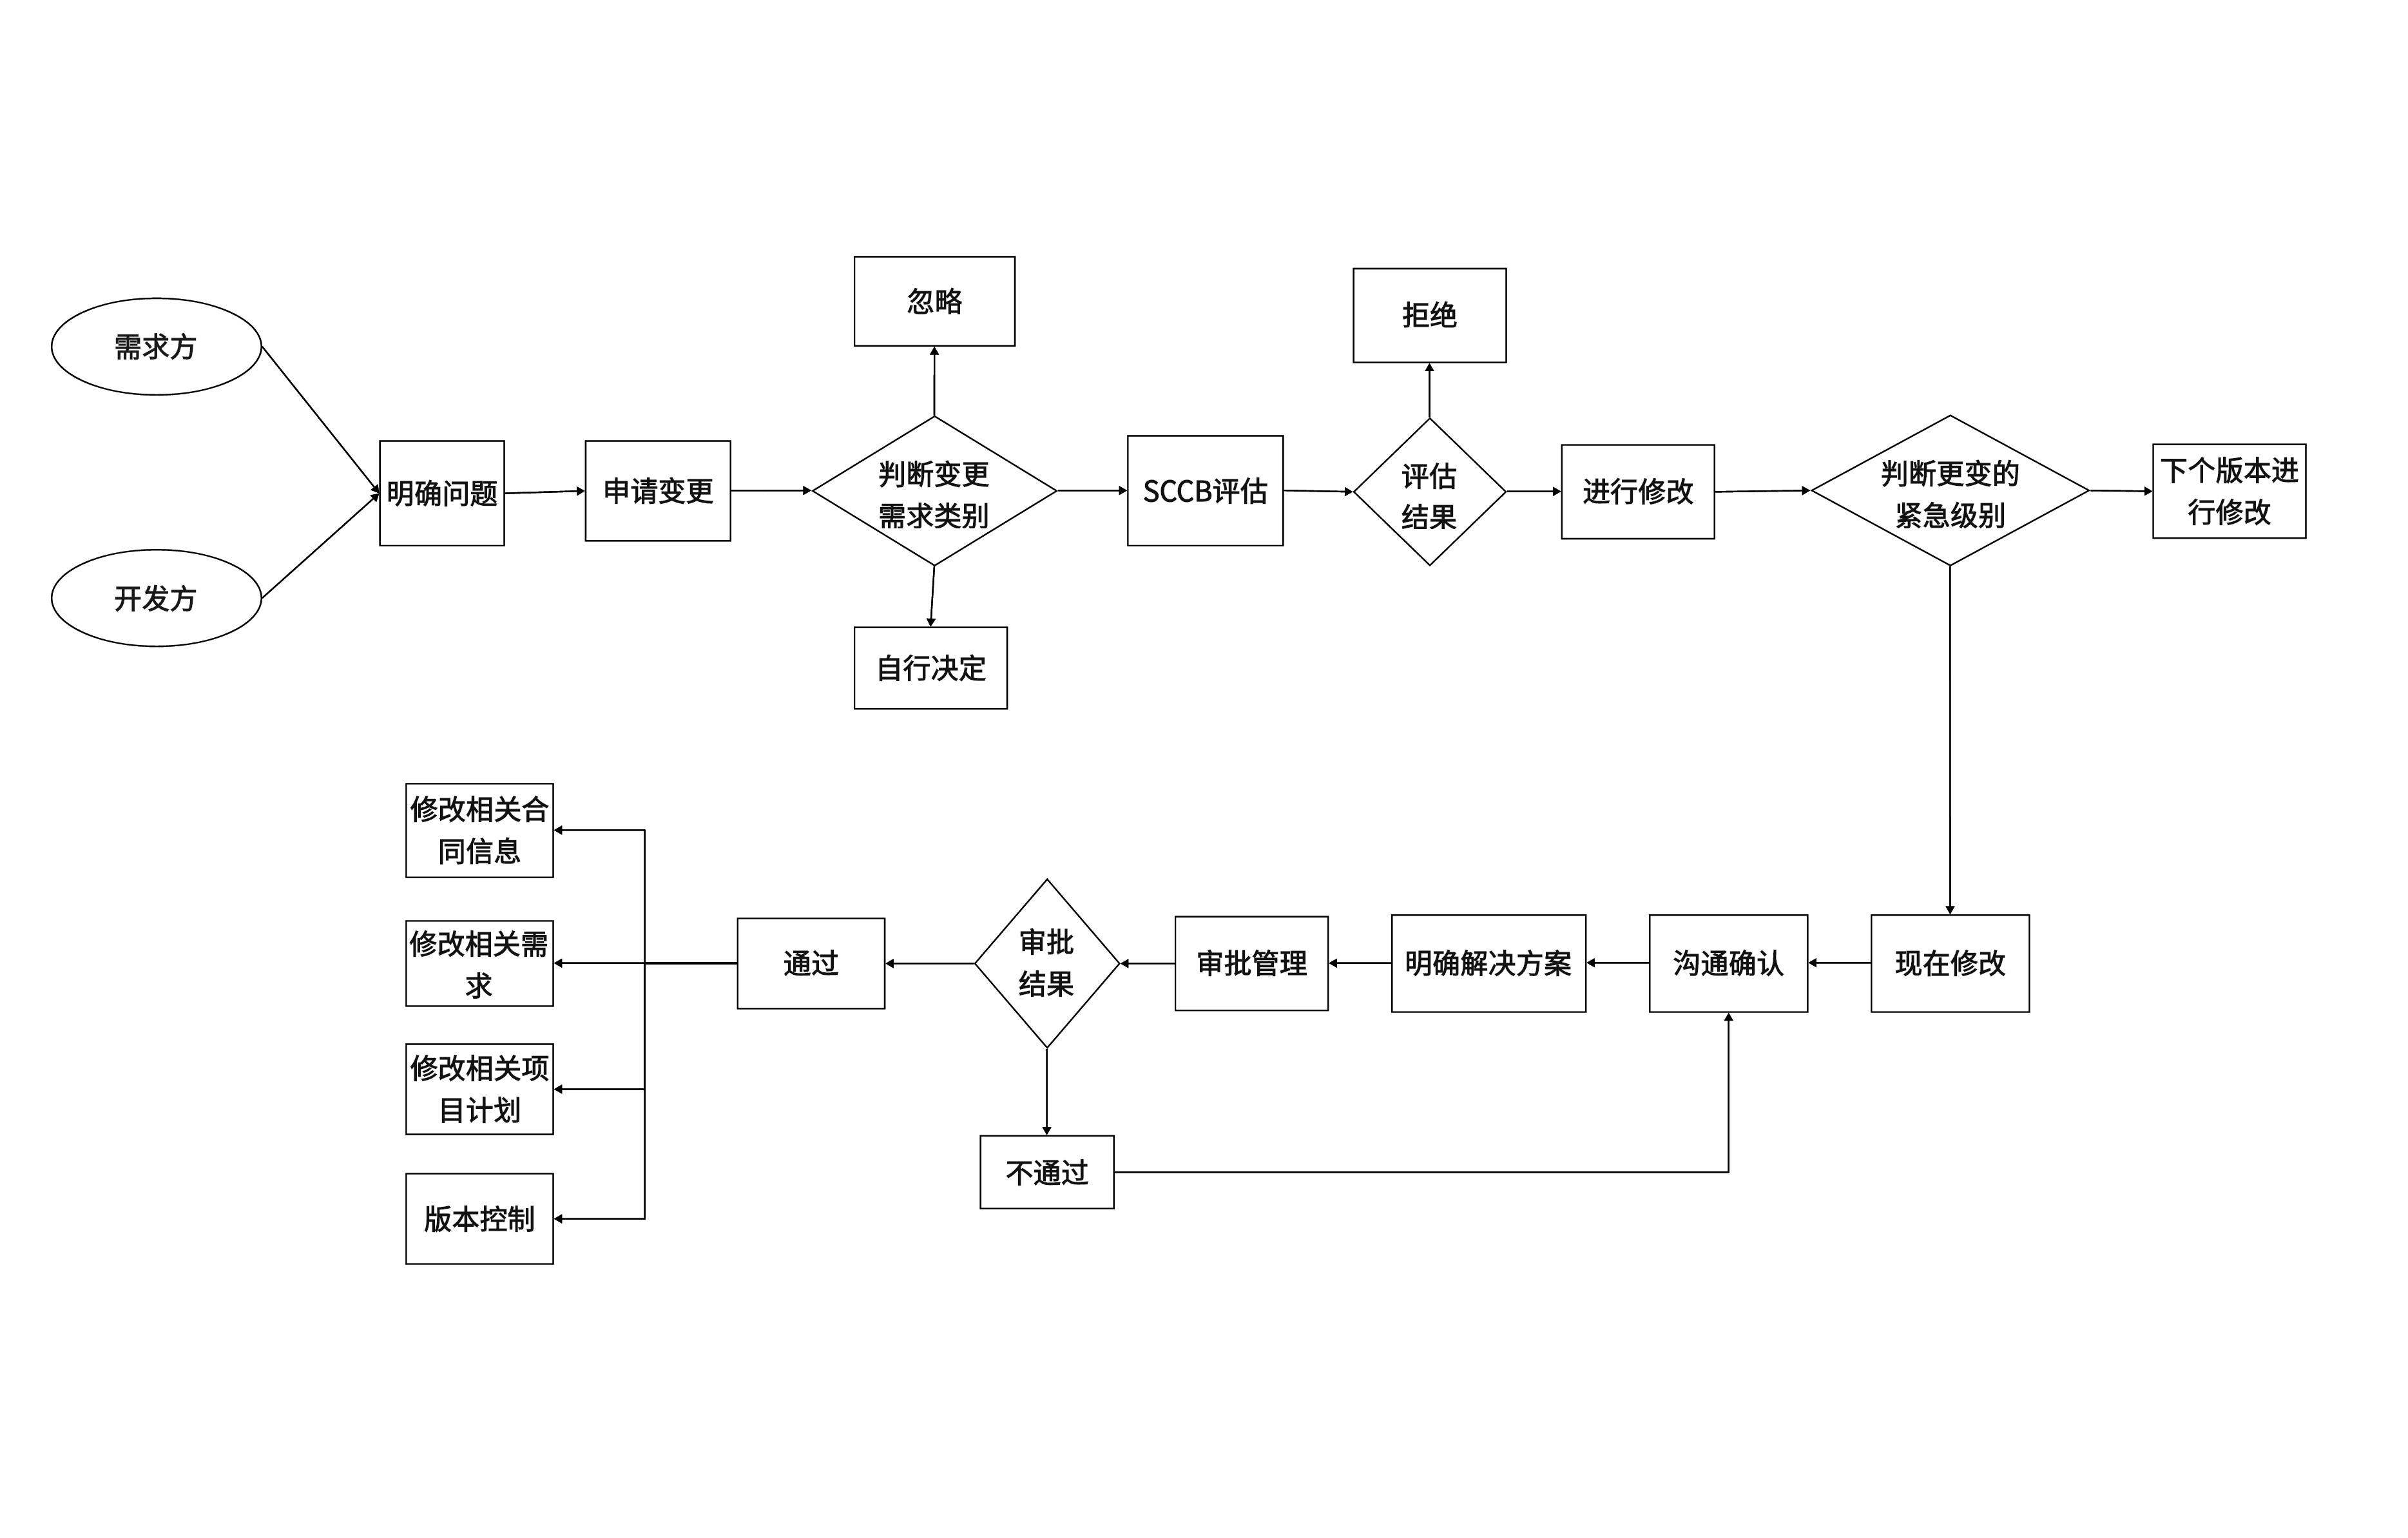 需求方
开发方
明确问题
申请变更
忽略
判断变更
需求类别
自行决定
SCCB评估
拒绝
评估
结果
进行修改
判断更变的
紧急级别
下个版本进
行修改
现在修改
沟通确认
明确解决方案
审批管理
审批
结果
不通过
通过
修改相关合
同信息
修改相关需
求
修改相关项
目计划
版本控制